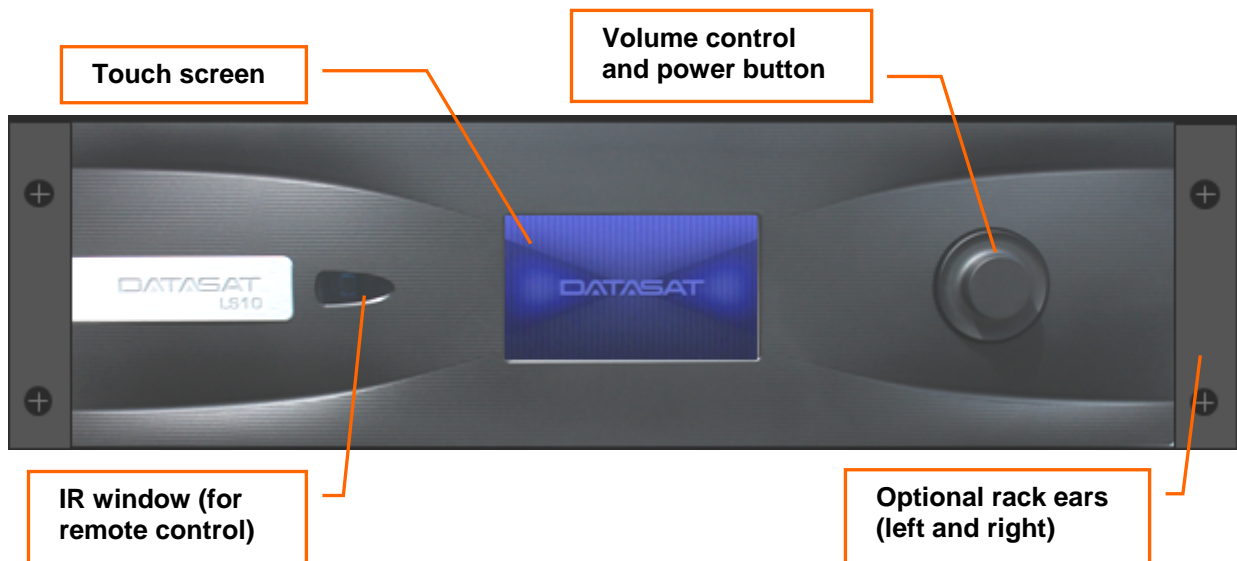 Volume control
and power button
Touch screen
DATASAT
LS10
DATASAT
IR window (for
remote control)
Optional rack ears
(left and right)